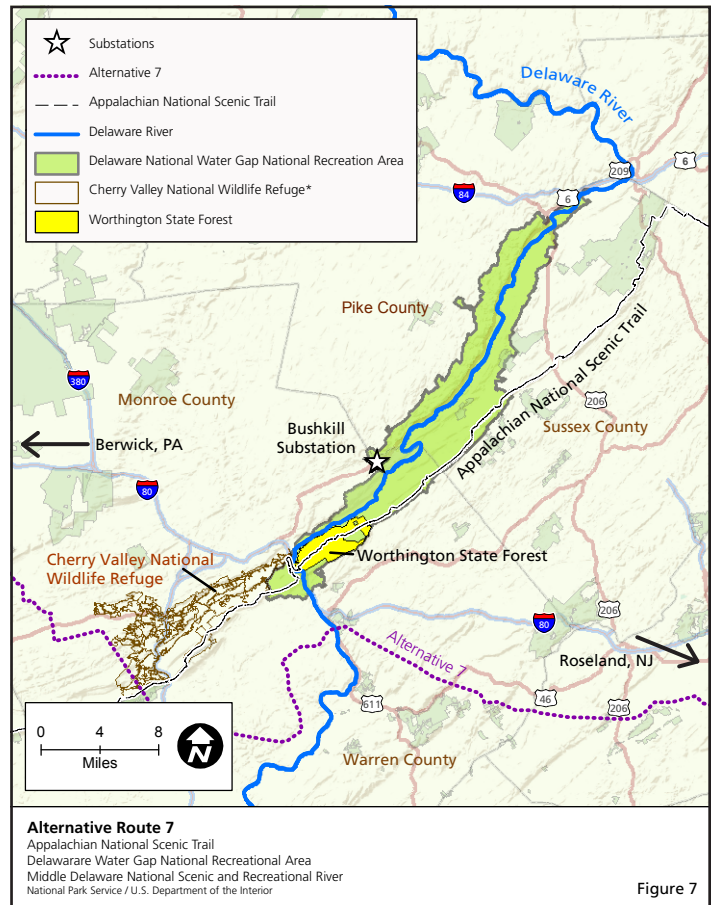 Substations
Alternative 7
Appalachian National Scenic Trail
Delaware River
Delaware National Water Gap National Recreation Area
Cherry Valley National Wildlife Refuge*
Worthington State Forest
Delaware River
209
6
84
6
Pike County
Appalachian National Scenic Trail
380
Monroe County
206
Sussex County
Bushkill
Substation
Berwick, PA
80
Worthington State Forest
Cherry Valley National
Wildlife Refuge
206
80
Alternative 7
Roseland, NJ
46
206
611
0 4 8
Miles
N
Warren County
Alternative Route 7
Appalachian National Scenic Trail
Delawarare Water Gap National Recreational Area
Middle Delaware National Scenic and Recreational River
National Park Service / U.S. Department of the Interior
Figure 7